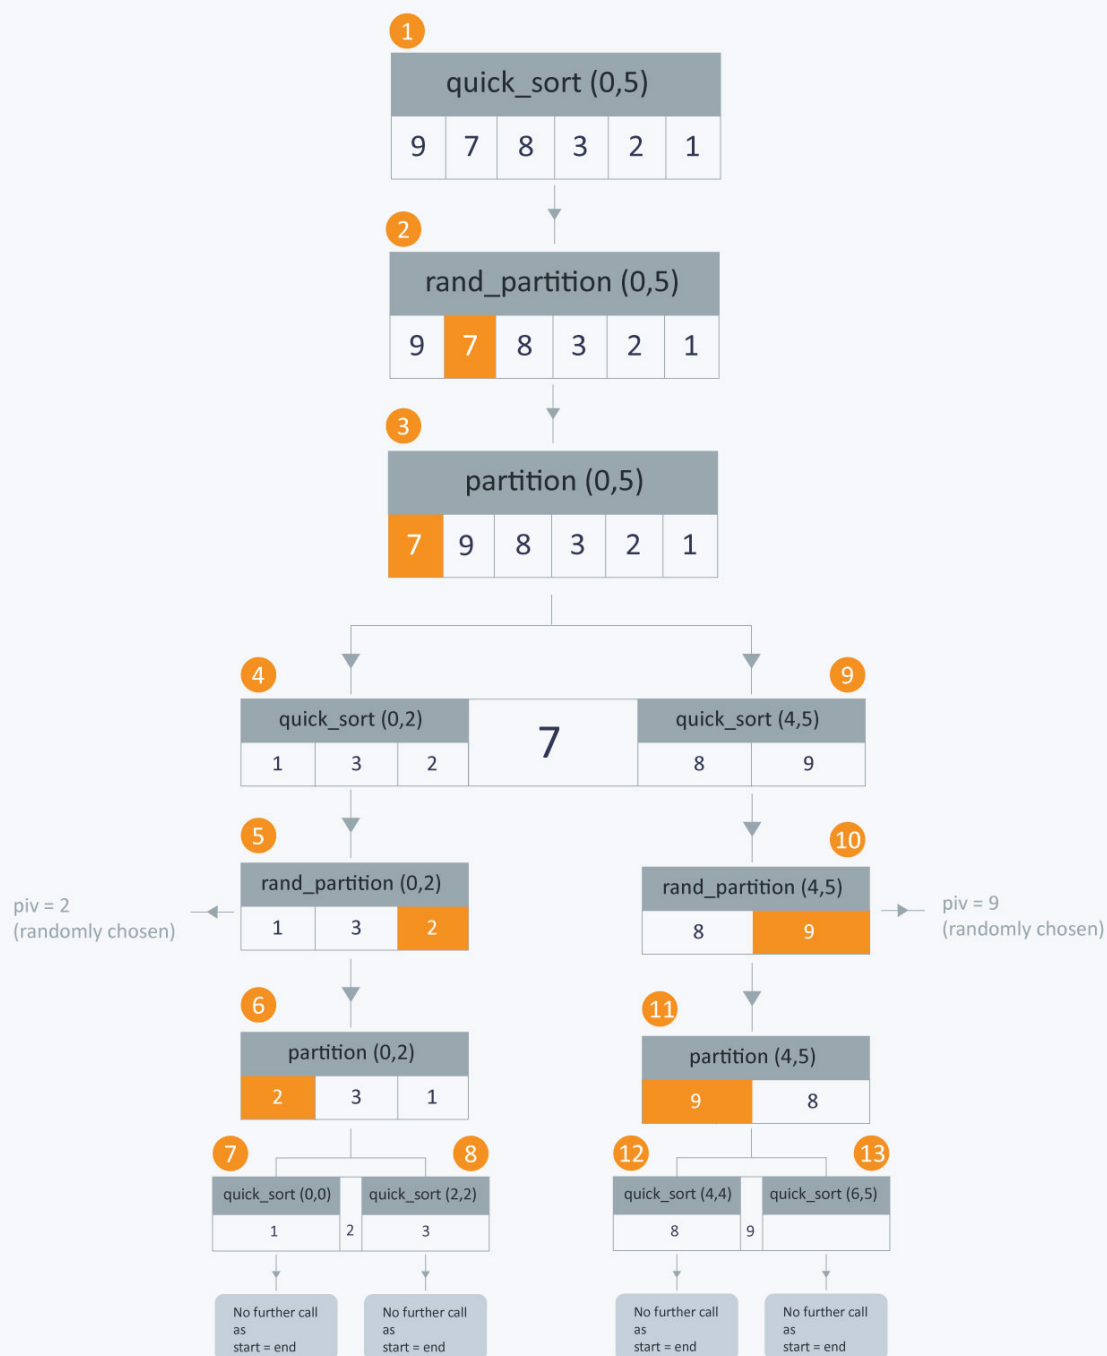 1
quick_sort (0,5)
9 7 8 3 2 1
2
rand_partition (0,5)
9 7 8 3 2 1
3
partition (0,5)
7 9 8 3 2 1
4
quick_sort (0,2)
1 3 2
7
9
quick_sort (4,5)
8 9
5
rand_partition (0,2)
1 3 2
piv = 2
(randomly chosen)
10
rand_partition (4,5)
8 9
piv = 9
(randomly chosen)
6
partition (0,2)
2 3 1
11
partition (4,5)
9 8
7
quick_sort (0,0)
1
2
8
quick_sort (2,2)
3
12
quick_sort (4,4)
8
9
13
quick_sort (6,5)
No further call
as
start = end
No further call
as
start = end
No further call
as
start = end
No further call
as
start = end